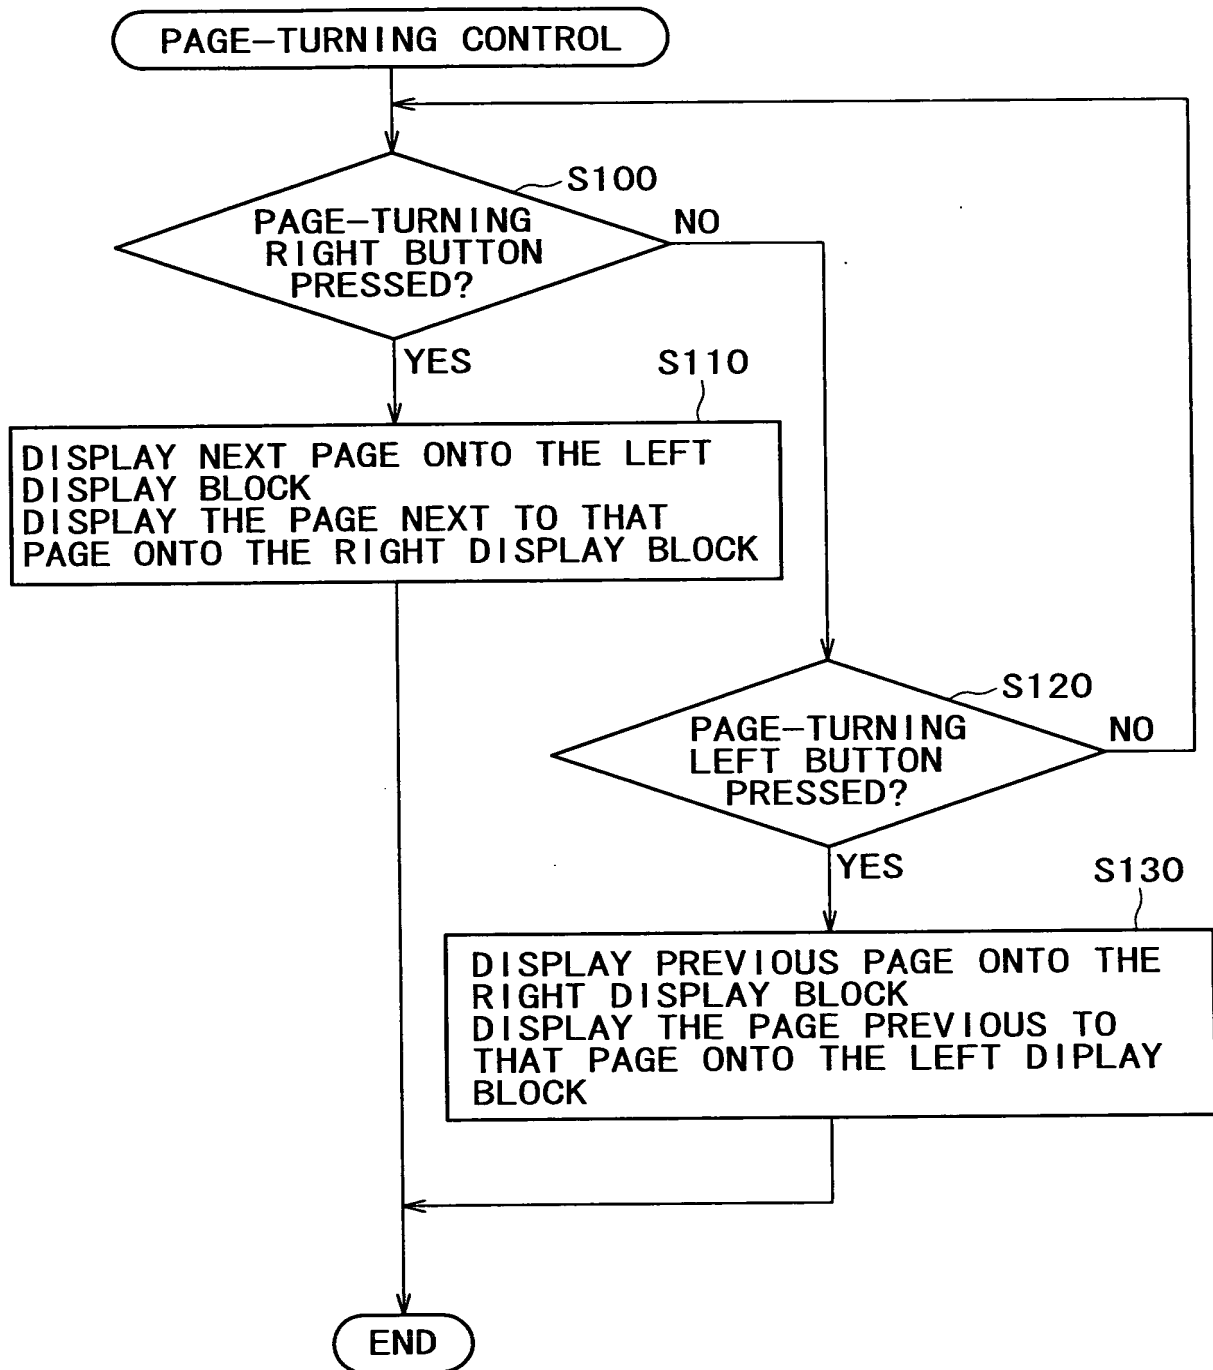 PAGE-TURNING CONTROL
S100
PAGE-TURNING
RIGHT BUTTON
PRESSED?
NO
YES
S110
DISPLAY NEXT PAGE ONTO THE LEFT
DISPLAY BLOCK
DISPLAY THE PAGE NEXT TO THAT
PAGE ONTO THE RIGHT DISPLAY BLOCK
S120
PAGE-TURNING
LEFT BUTTON
PRESSED?
NO
YES
S130
DISPLAY PREVIOUS PAGE ONTO THE
RIGHT DISPLAY BLOCK
DISPLAY THE PAGE PREVIOUS TO
THAT PAGE ONTO THE LEFT DIPLAY
BLOCK
END